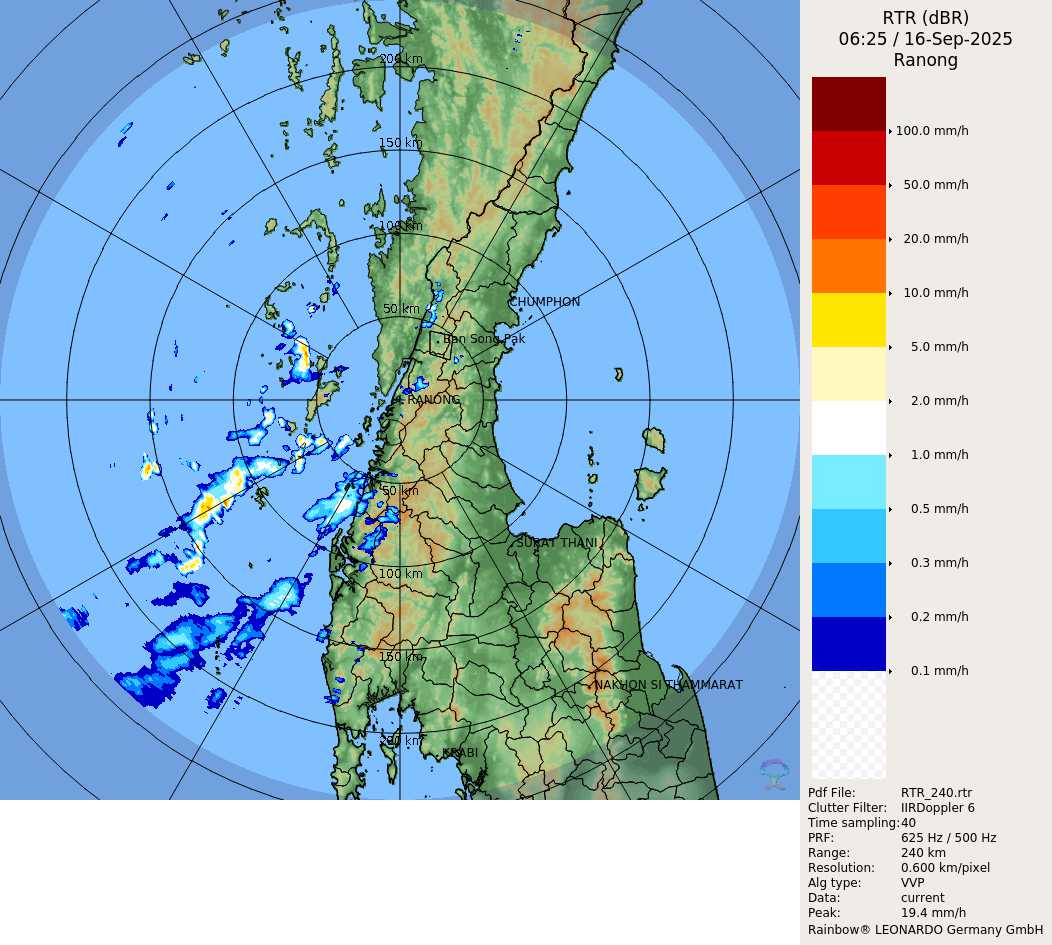 RTR (dBR)
06:25 / 16-Sep-2025
Ranong
200 km
150 km
100 km
50 km
CHUMPHON
Ban Song Pak
RANONG
50 km
SURAT THANI
100 km
150 km
NAKHON SI THAMMARAT
200 km
KRABI
100.0 mm/h
50.0 mm/h
20.0 mm/h
10.0 mm/h
5.0 mm/h
2.0 mm/h
1.0 mm/h
0.5 mm/h
0.3 mm/h
0.2 mm/h
0.1 mm/h
Pdf File: RTR_240.rtr
Clutter Filter: IIRDoppler 6
Time sampling:40
PRF: 625 Hz / 500 Hz
Range: 240 km
Resolution: 0.600 km/pixel
Alg type: VVP
Data: current
Peak: 19.4 mm/h
Rainbow® LEONARDO Germany GmbH